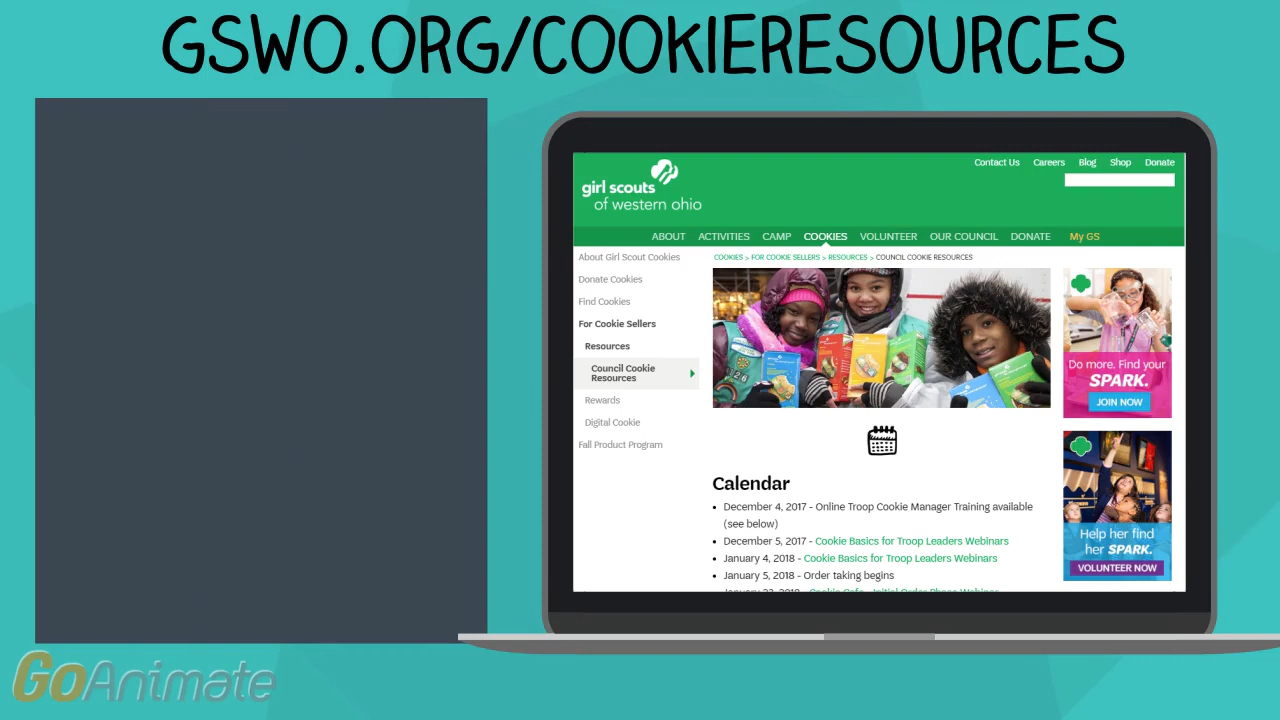 GSWO.ORG/COOKIERESOURCES
Contact Us Careers Blog Shop Donate
girl scouts
of western ohio
ABOUT ACTIVITIES CAMP COOKIES VOLUNTEER OUR COUNCIL DONATE My GS
About Girl Scout Cookies
Donate Cookies
Find Cookies
For Cookie Sellers
Resources
Council Cookie
Resources
Rewards
Digital Cookie
Fall Product Program
COOKIES > FOR COOKIE SELLERS > RESOURCES > COUNCIL COOKIE RESOURCES
Calendar
• December 4, 2017 - Online Troop Cookie Manager Training available
(see below)
• December 5, 2017 - Cookie Basics for Troop Leaders Webinars
• January 4, 2018 - Cookie Basics for Troop Leaders Webinars
• January 5, 2018 - Order taking begins
Do more. Find your
SPARK.
JOIN NOW
Help her find
her SPARK.
VOLUNTEER NOW
GoAnimate